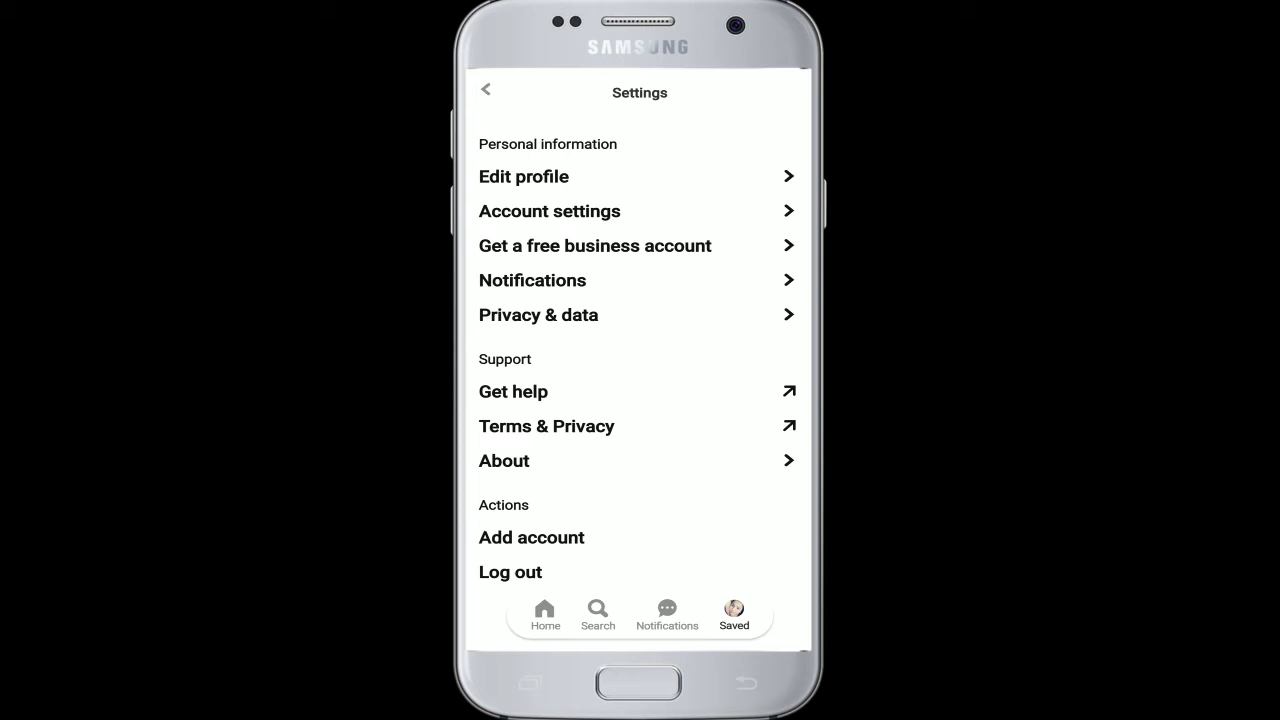 SAMSUNG
Settings
Personal information
Edit profile
Account settings
Get a free business account
Notifications
Privacy & data
Support
Get help
Terms & Privacy
About
Actions
Add account
Log out
Home Search Notifications Saved